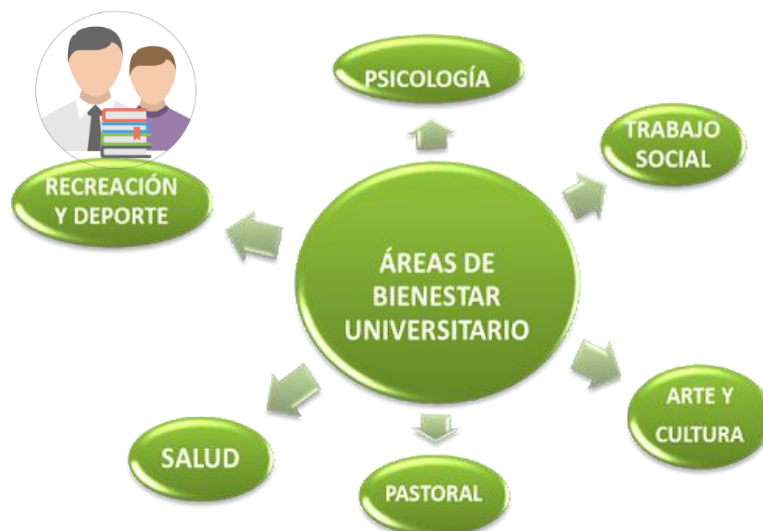 PSICOLOGÍA
TRABAJO
SOCIAL
RECREACIÓN
Y DEPORTE
ÁREAS DE
BIENESTAR
UNIVERSITARIO
ARTE Y
CULTURA
SALUD
PASTORAL